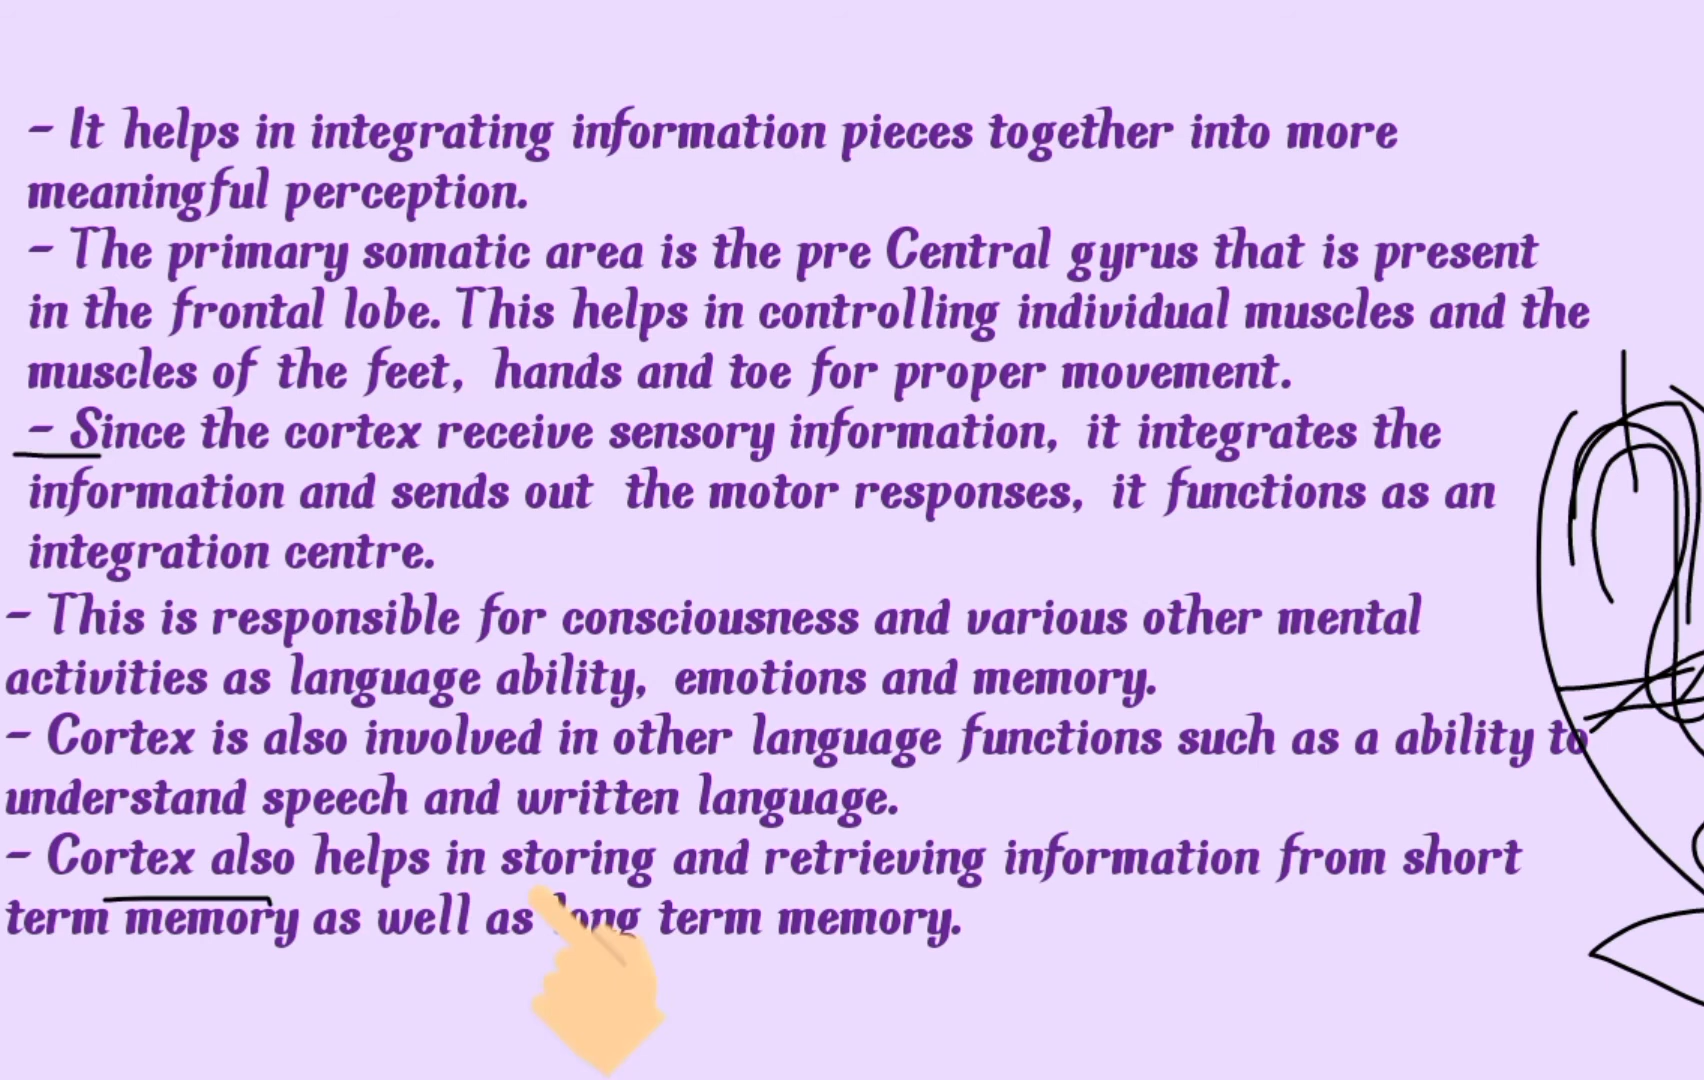 - It helps in integrating information pieces together into more
meaningful perception.
- The primary somatic area is the pre Central gyrus that is present
in the frontal lobe. This helps in controlling individual muscles and the
muscles of the feet, hands and toe for proper movement.
- Since the cortex receive sensory information, it integrates the
information and sends out the motor responses, it functions as an
integration centre.
- This is responsible for consciousness and various other mental
activities as language ability, emotions and memory.
- Cortex is also involved in other language functions such as a ability to
understand speech and written language.
- Cortex also helps in storing and retrieving information from short
term memory as well as long term memory.